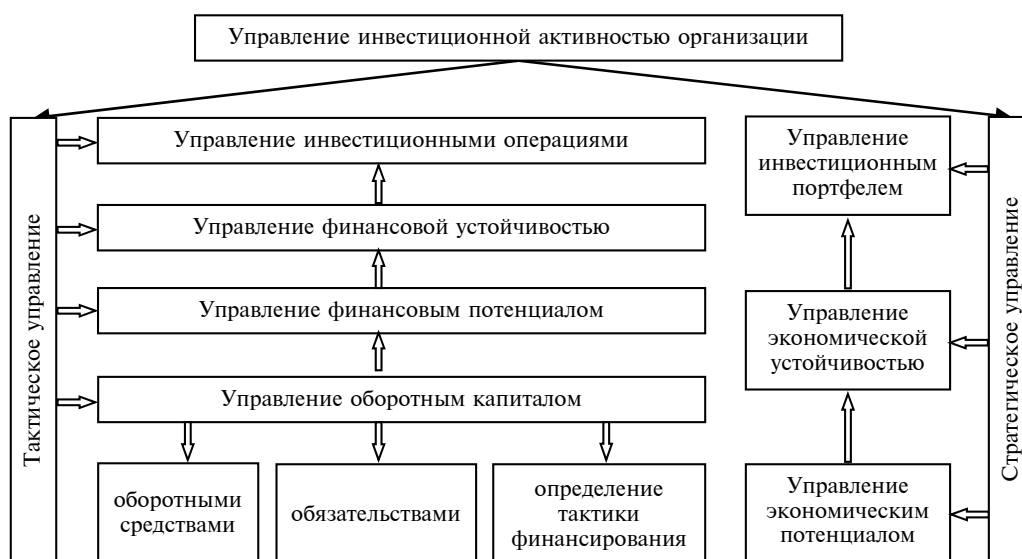 Управление инвестиционной активностью организации
Тактическое управление
Управление инвестиционными операциями
Управление финансовой устойчивостью
Управление финансовым потенциалом
Управление оборотным капиталом
оборотными
средствами
обязательствами
определение
тактики
финансирования
Управление
инвестиционным
портфелем
Управление
экономической
устойчивостью
Управление
экономическим
потенциалом
Стратегическое управление